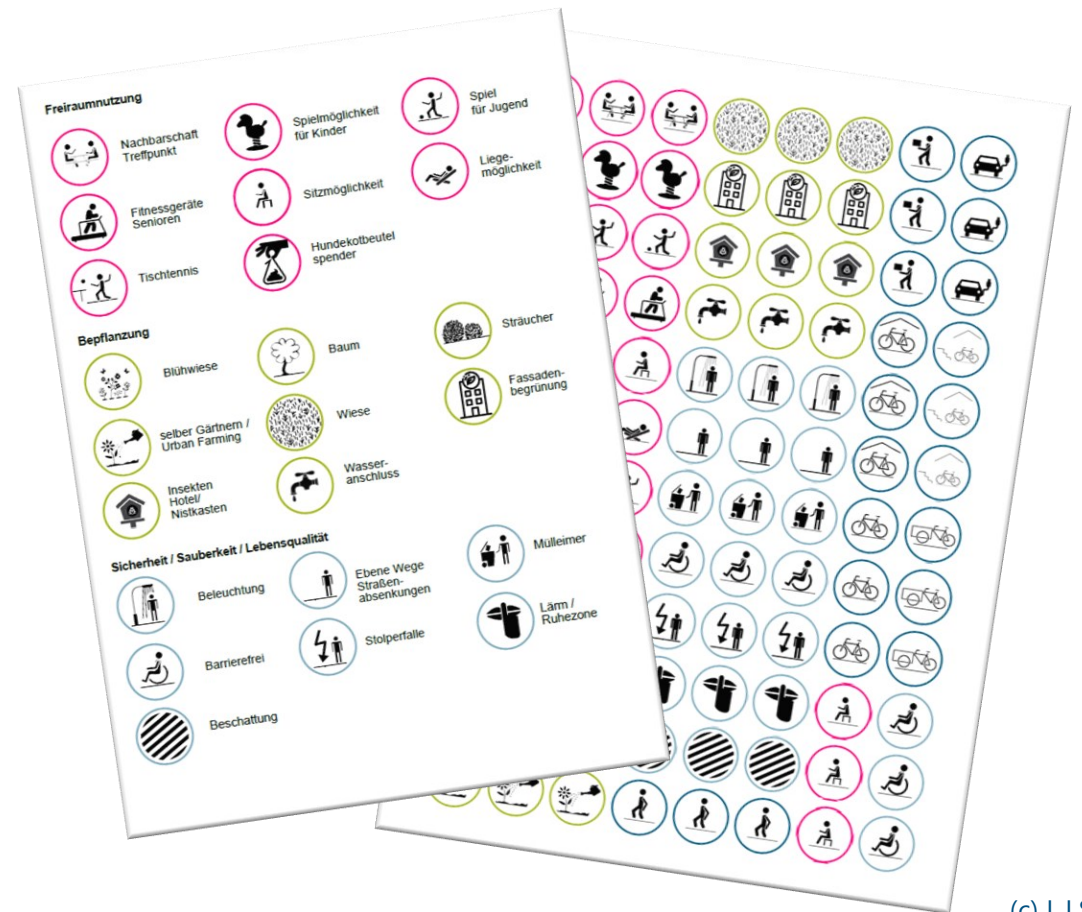 Freiraumnutzung
Nachbarschaft
Treffpunkt
Spielmöglichkeit
für Kinder
Spiel
für Jugend
Fitnessgeräte
Senioren
Sitzmöglichkeit
Liege-
möglichkeit
Tischtennis
Hundekotbeutel
spender
Bepflanzung
Blühwiese
Baum
Sträucher
selber Gärtnern /
Urban Farming
Wiese
Fassaden-
begrünung
Insekten
Hotel/
Nistkasten
Wasser-
anschluss
Sicherheit / Sauberkeit / Lebensqualität
Beleuchtung
Ebene Wege
Straßen-
absenkungen
Mülleimer
Barrierefrei
Stolperfalle
Lärm /
Ruhezone
Beschattung
(c)